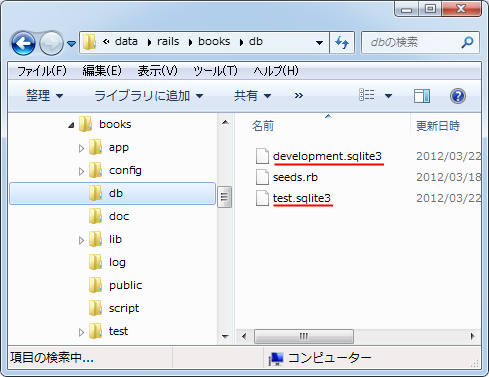 « data ▸ rails ▸ books ▸ db
dbの検索
ファイル(F) 編集(E) 表示(V) ツール(T) ヘルプ(H)
整理 ライブラリに追加 共有 »
books
app
config
db
doc
lib
log
public
script
test
名前 更新日時
development.sqlite3 2012/03/22
seeds.rb 2012/03/18
test.sqlite3 2012/03/22
項目の検索中... コンピューター